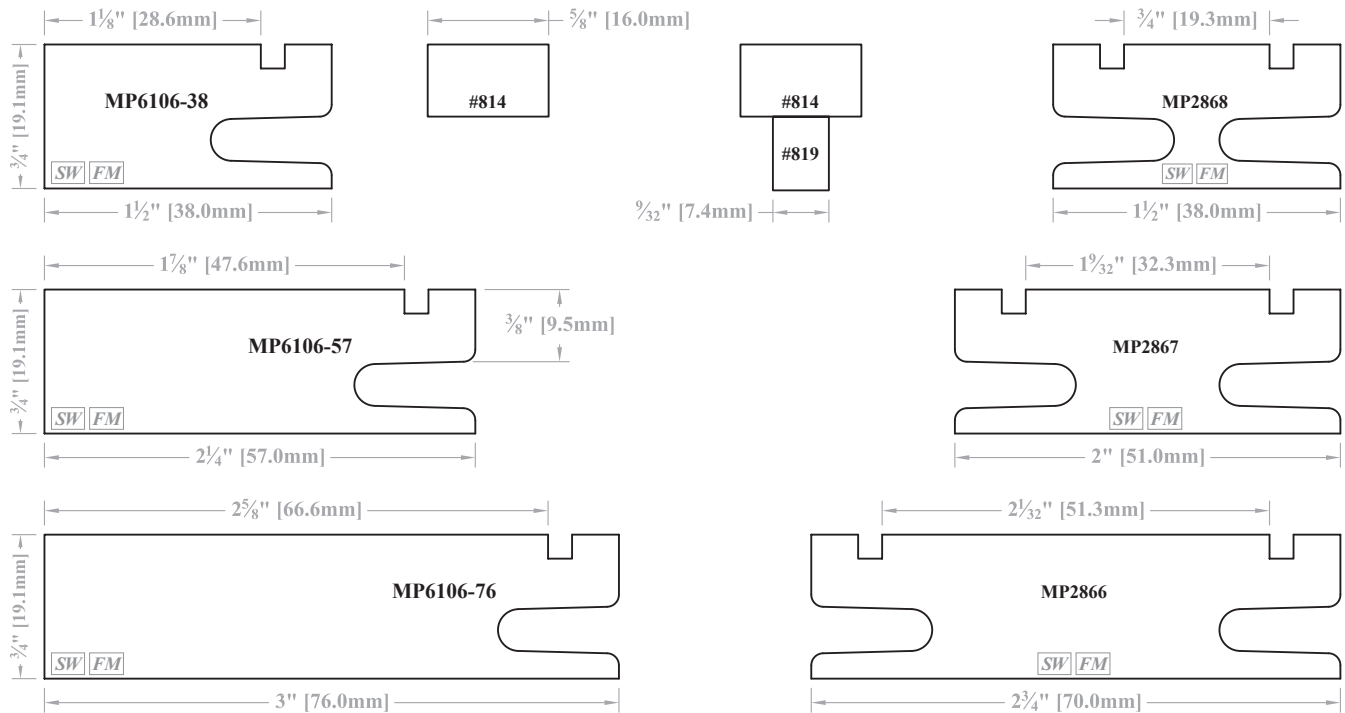 1⅛" [28.6mm]
⅝" [16.0mm]
¾" [19.3mm]
¾" [19.1mm]
MP6106-38
#814
#814
#819
MP2868
SW FM
SW FM
1½" [38.0mm]
9⁄32" [7.4mm]
1½" [38.0mm]
1⅞" [47.6mm]
1 9⁄32" [32.3mm]
¾" [19.1mm]
MP6106-57
⅜" [9.5mm]
MP2867
SW FM
SW FM
2¼" [57.0mm]
2" [51.0mm]
2⅝" [66.6mm]
2 1⁄32" [51.3mm]
¾" [19.1mm]
MP6106-76
MP2866
SW FM
SW FM
3" [76.0mm]
2¾" [70.0mm]